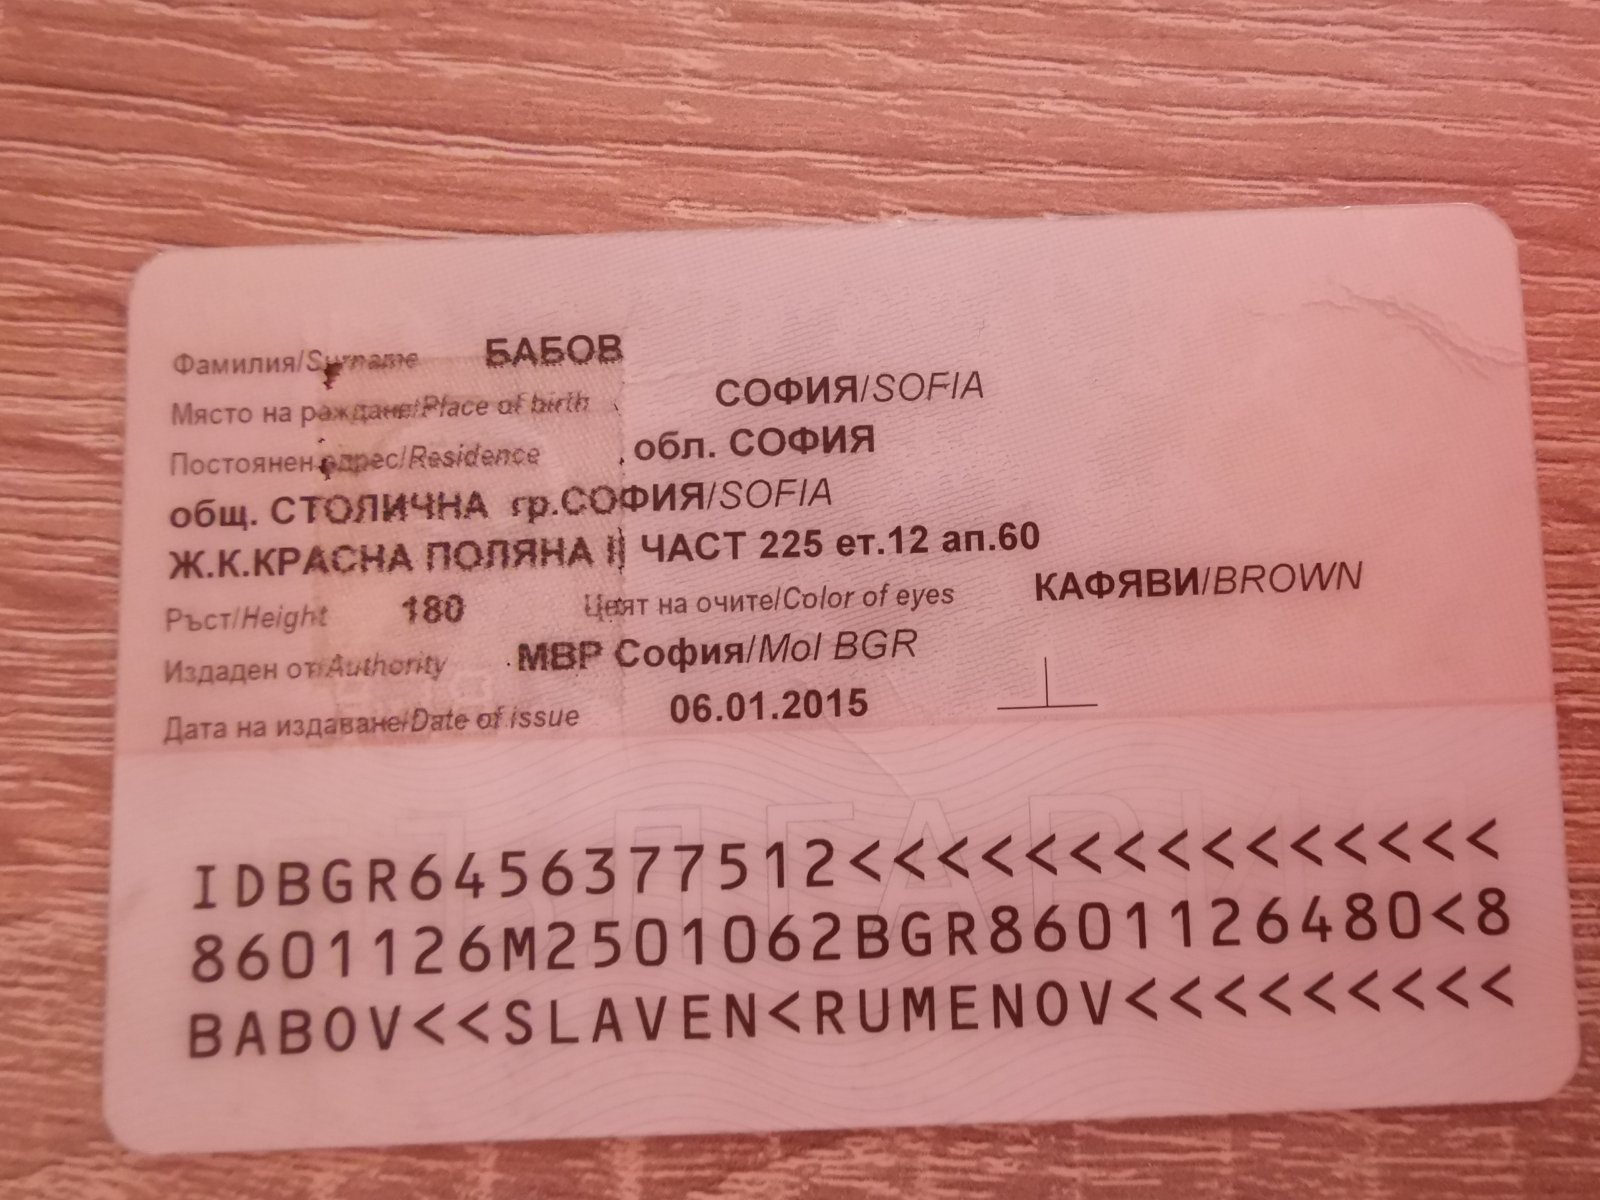 Фамилия/Surname БАБОВ
Място на раждане/Place of birth СОФИЯ/SOFIA
Постоянен адрес/Residence обл. СОФИЯ
общ. СТОЛИЧНА гр.СОФИЯ/SOFIA
Ж.К.КРАСНА ПОЛЯНА II ЧАСТ 225 ет.12 ап.60
Ръст/Height 180 Цвят на очите/Color of eyes КАФЯВИ/BROWN
Издаден от/Authority МВР София/MoI BGR
Дата на издаване/Date of issue 06.01.2015
БЪЛГАРИЯ
IDBGR6456377512<<<<<<<<<<<<<<<
8601126M2501062BGR8601126480<8
BABOV<<SLAVEN<RUMENOV<<<<<<<<<